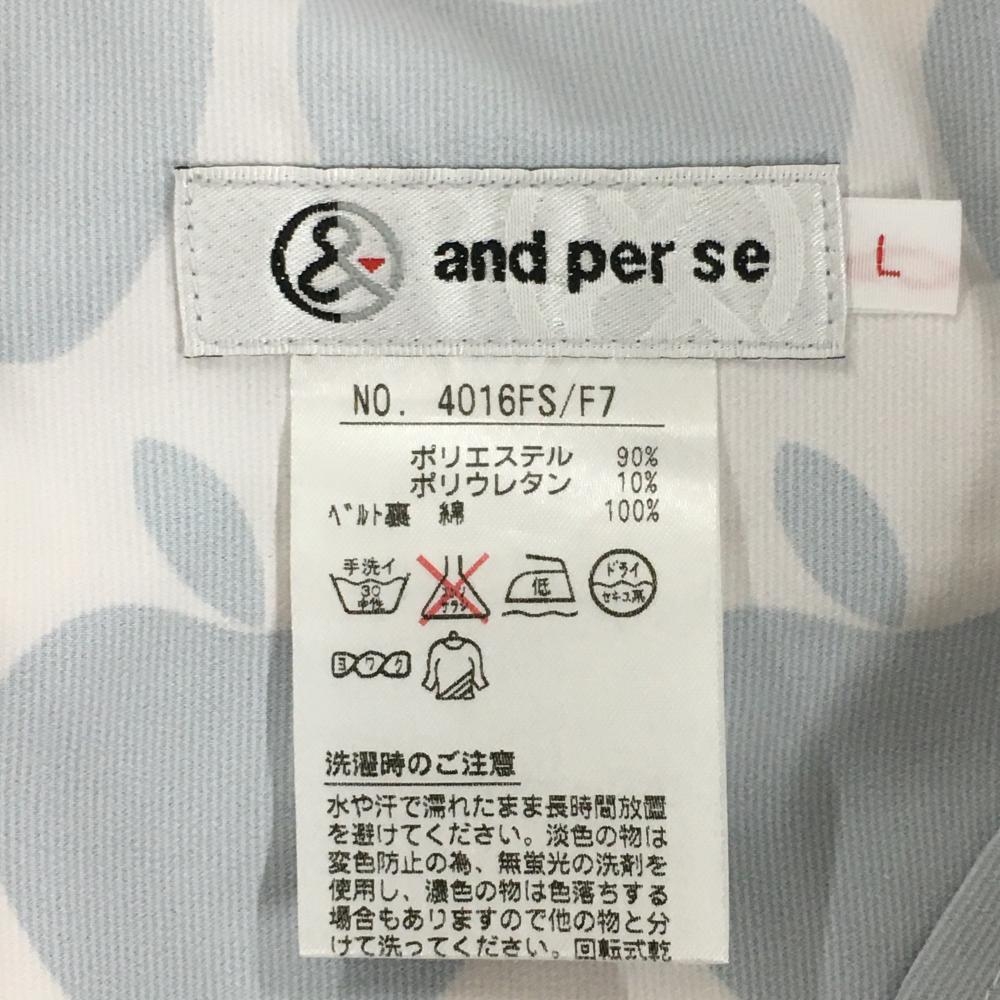 and per se
L
NO. 4016FS/F7
ポリエステル 90%
ポリウレタン 10%
ベルト裏 綿 100%
手洗イ
30
中性
エンソ
サラシ
低
ドライ
セキユ系
ヨワク
洗濯時のご注意
水や汗で濡れたまま長時間放置
を避けてください。淡色の物は
変色防止の為、無蛍光の洗剤を
使用し、濃色の物は色落ちする
場合もありますので他の物と分
けて洗ってください。回転式乾